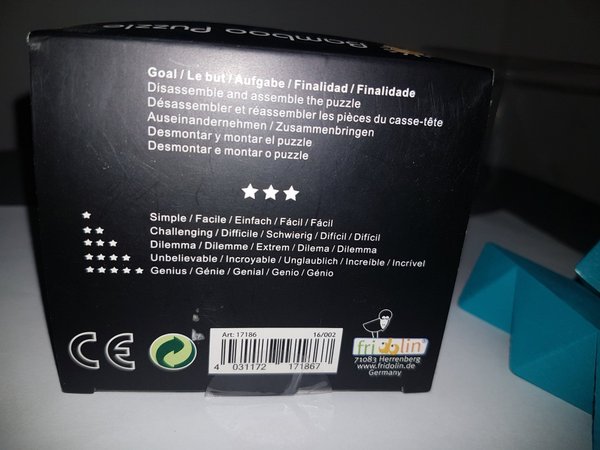 Bamboo Puzzle
Goal / Le but / Aufgabe / Finalidad / Finalidade
Disassemble and assemble the puzzle
Désassembler et réassembler les pièces du casse-tête
Auseinandernehmen / Zusammenbringen
Desmontar y montar el puzzle
Desmontar e montar o puzzle
Simple / Facile / Einfach / Fácil / Fácil
Challenging / Difficile / Schwierig / Difícil / Difícil
Dilemma / Dilemme / Extrem / Dilema / Dilemma
Unbelievable / Incroyable / Unglaublich / Increible / Incrível
Genius / Génie / Genial / Genio / Génio
Art: 17186 16/002
4 031172 171867
CE
fridolin
71083 Herrenberg
www.fridolin.de
Germany